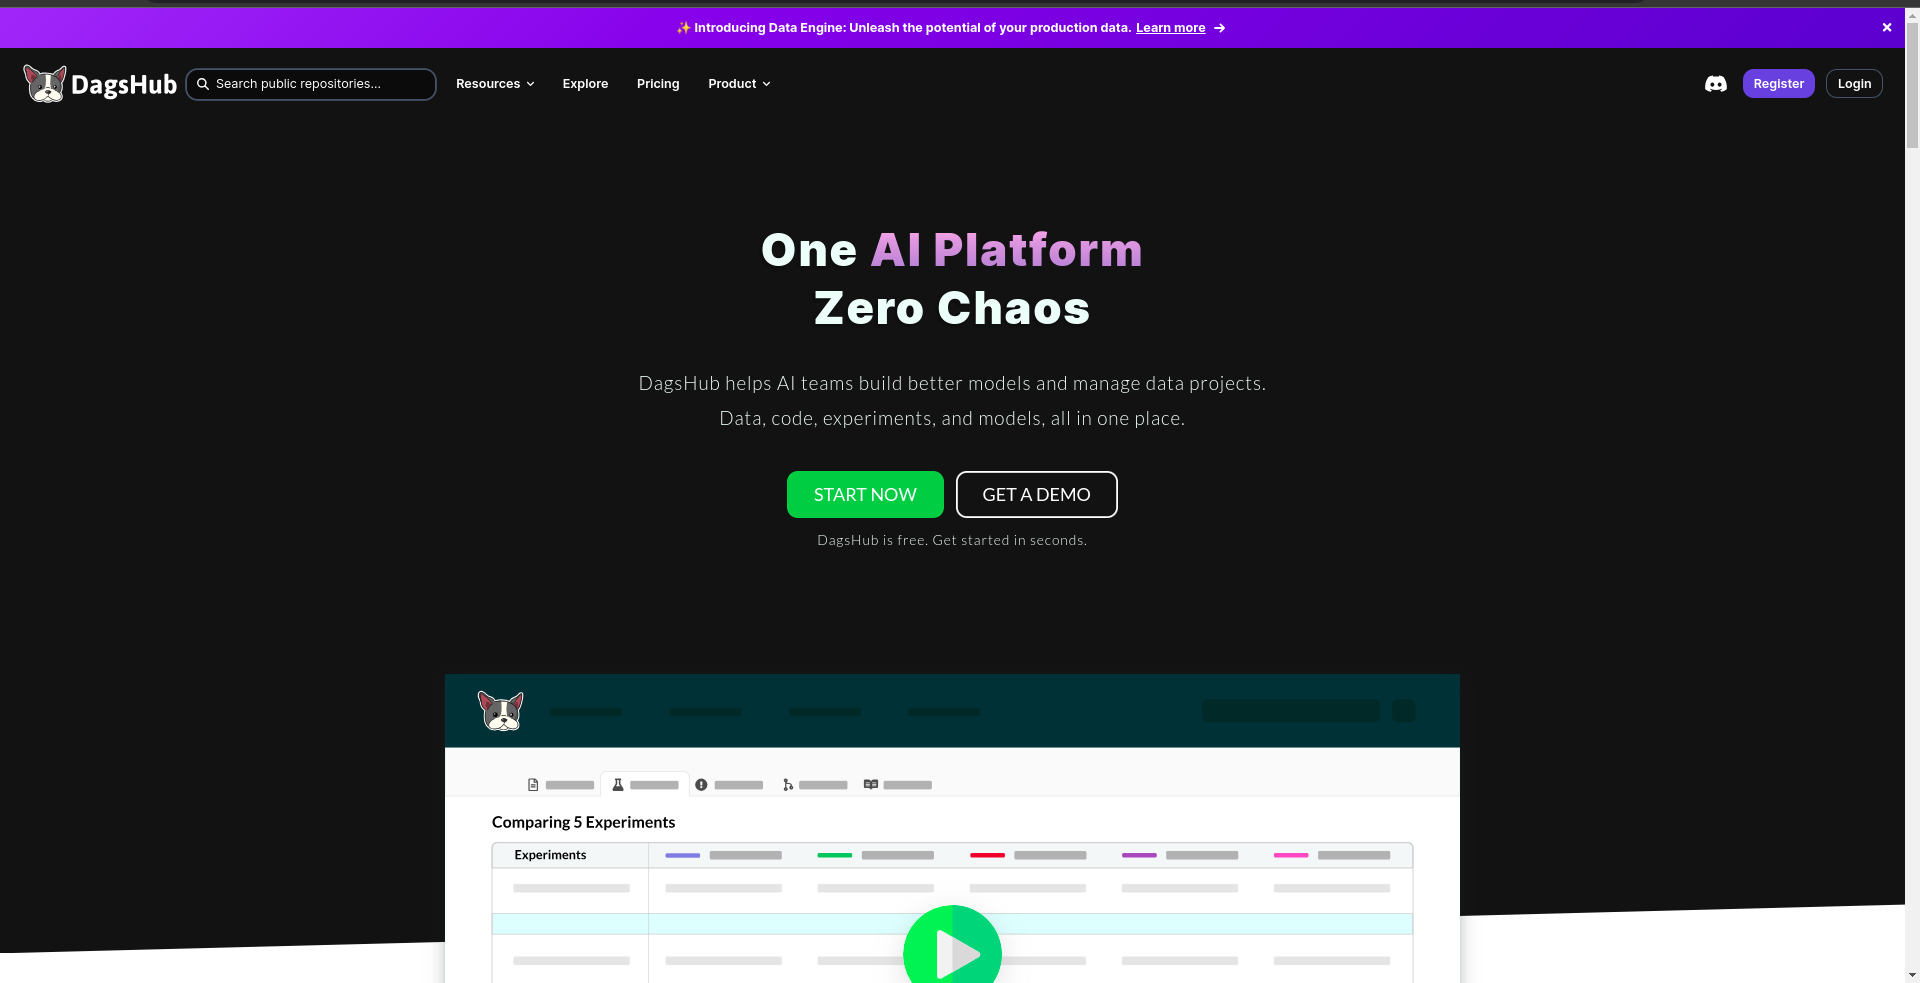 ✨ Introducing Data Engine: Unleash the potential of your production data. Learn more →
DagsHub
Search public repositories...
Resources
Explore
Pricing
Product
Register
Login
One AI Platform
Zero Chaos
DagsHub helps AI teams build better models and manage data projects.
Data, code, experiments, and models, all in one place.
START NOW
GET A DEMO
DagsHub is free. Get started in seconds.
Comparing 5 Experiments
Experiments